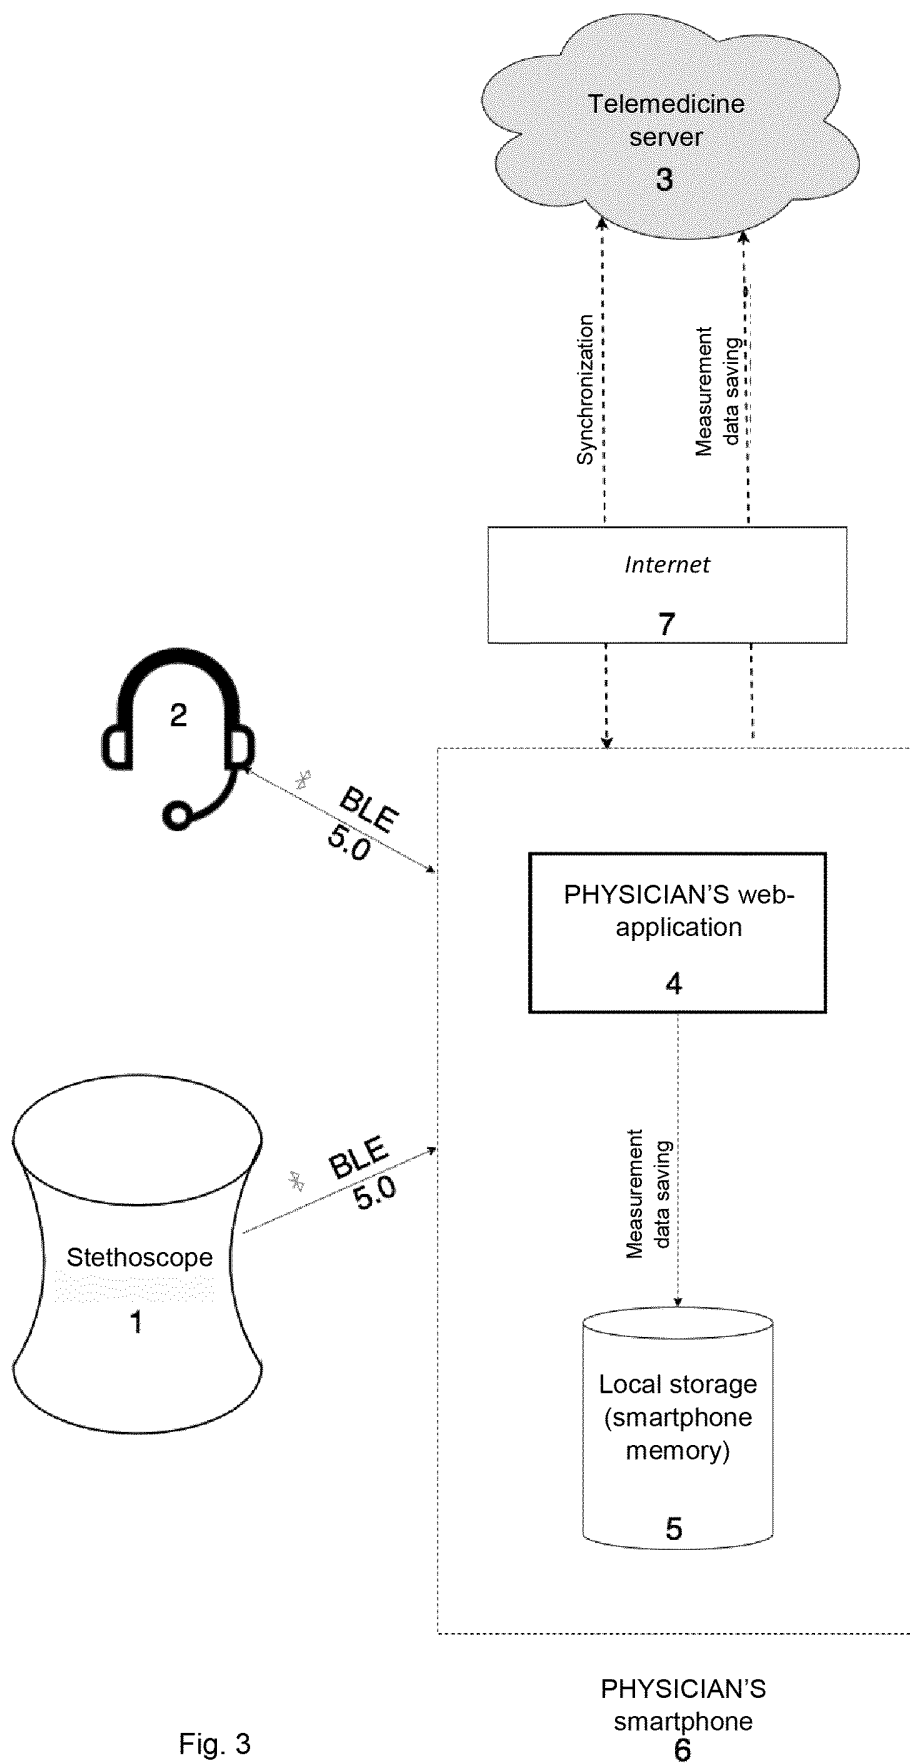 Telemedicine
server
3
Synchronization
Measurement
data saving
Internet
7
2
BLE
5.0
PHYSICIAN'S web-
application
4
BLE
5.0
Measurement
data saving
Stethoscope
1
Local storage
(smartphone
memory)
5
PHYSICIAN'S
smartphone
6
Fig. 3